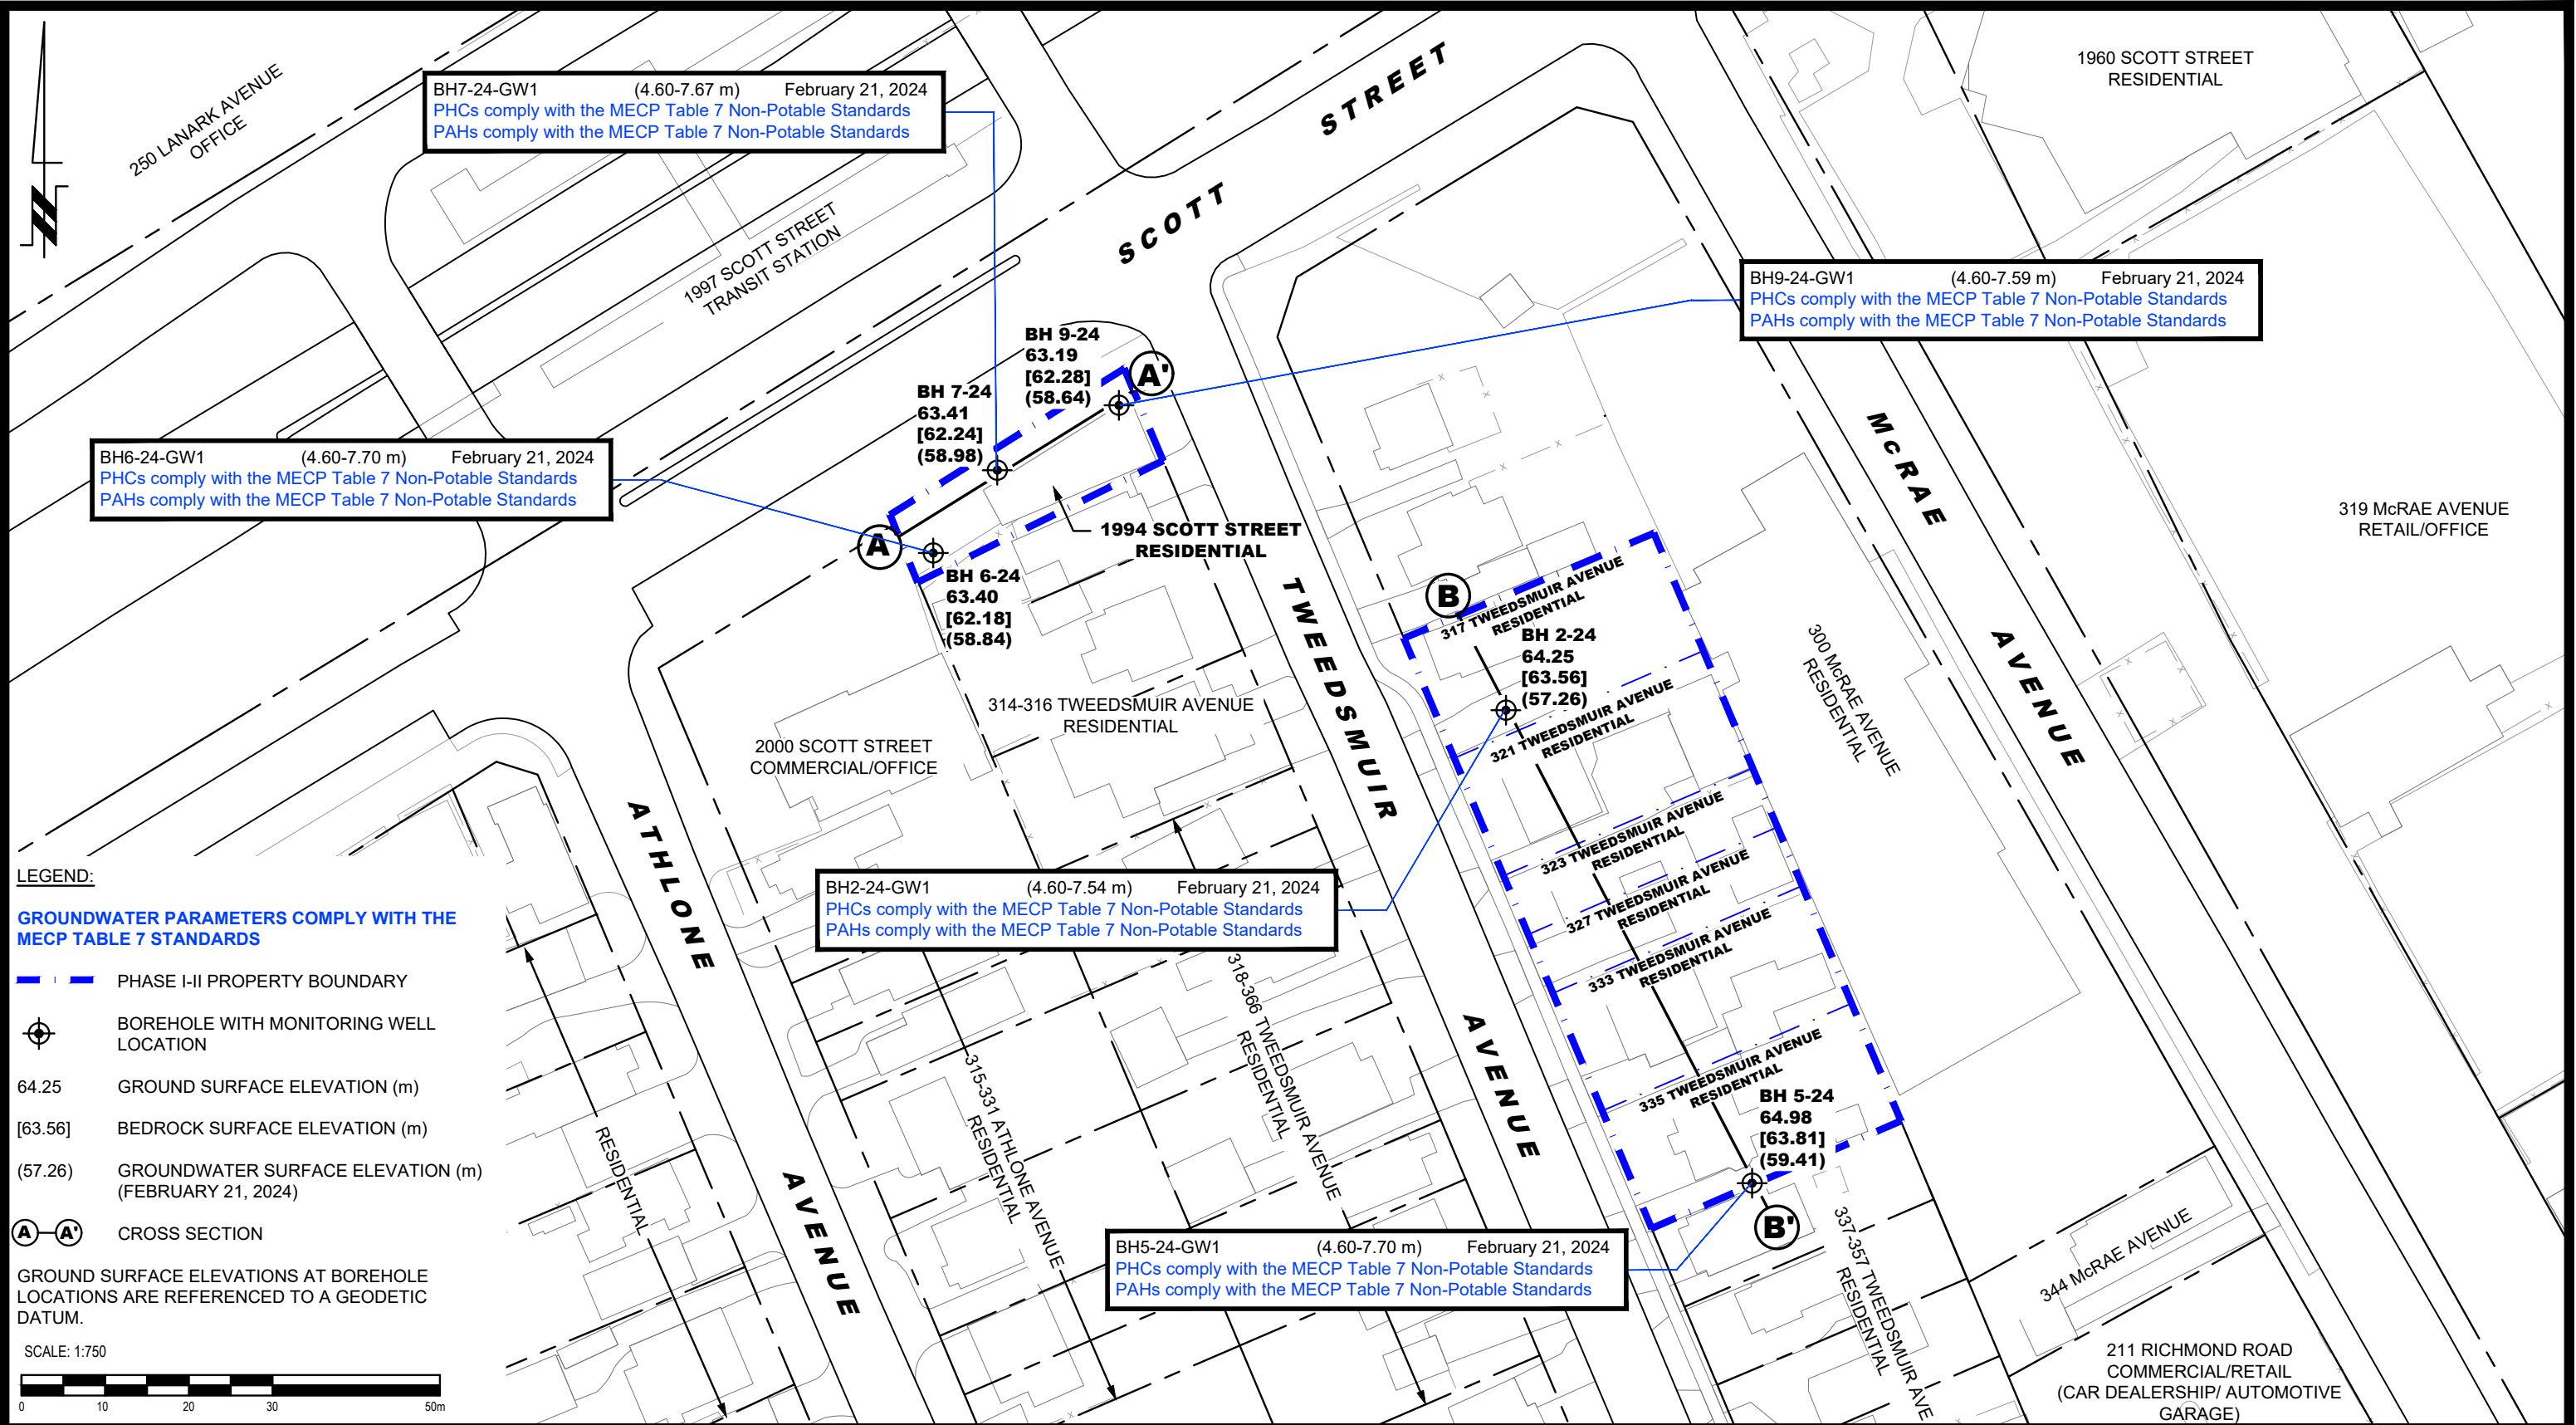 250 LANARK AVENUE
OFFICE
BH7-24-GW1 (4.60-7.67 m) February 21, 2024
PHCs comply with the MECP Table 7 Non-Potable Standards
PAHs comply with the MECP Table 7 Non-Potable Standards
SCOTT STREET
1960 SCOTT STREET
RESIDENTIAL
1997 SCOTT STREET
TRANSIT STATION
BH9-24-GW1 (4.60-7.59 m) February 21, 2024
PHCs comply with the MECP Table 7 Non-Potable Standards
PAHs comply with the MECP Table 7 Non-Potable Standards
BH 9-24
63.19
[62.28]
(58.64)
A'
BH 7-24
63.41
[62.24]
(58.98)
BH6-24-GW1 (4.60-7.70 m) February 21, 2024
PHCs comply with the MECP Table 7 Non-Potable Standards
PAHs comply with the MECP Table 7 Non-Potable Standards
A
1994 SCOTT STREET
RESIDENTIAL
BH 6-24
63.40
[62.18]
(58.84)
McRAE AVENUE
319 McRAE AVENUE
RETAIL/OFFICE
TWEEDSMUIR AVENUE
B
317 TWEEDSMUIR AVENUE
RESIDENTIAL
BH 2-24
64.25
[63.56]
(57.26)
321 TWEEDSMUIR AVENUE
RESIDENTIAL
300 McRAE AVENUE
RESIDENTIAL
314-316 TWEEDSMUIR AVENUE
RESIDENTIAL
2000 SCOTT STREET
COMMERCIAL/OFFICE
323 TWEEDSMUIR AVENUE
RESIDENTIAL
327 TWEEDSMUIR AVENUE
RESIDENTIAL
333 TWEEDSMUIR AVENUE
RESIDENTIAL
335 TWEEDSMUIR AVENUE
RESIDENTIAL
ATHLONE AVENUE
BH2-24-GW1 (4.60-7.54 m) February 21, 2024
PHCs comply with the MECP Table 7 Non-Potable Standards
PAHs comply with the MECP Table 7 Non-Potable Standards
318-366 TWEEDSMUIR AVENUE
RESIDENTIAL
315-331 ATHLONE AVENUE
RESIDENTIAL
RESIDENTIAL
BH 5-24
64.98
[63.81]
(59.41)
B'
BH5-24-GW1 (4.60-7.70 m) February 21, 2024
PHCs comply with the MECP Table 7 Non-Potable Standards
PAHs comply with the MECP Table 7 Non-Potable Standards
337-357 TWEEDSMUIR AVE
RESIDENTIAL
344 McRAE AVENUE
211 RICHMOND ROAD
COMMERCIAL/RETAIL
(CAR DEALERSHIP/ AUTOMOTIVE
GARAGE)
LEGEND:
GROUNDWATER PARAMETERS COMPLY WITH THE
MECP TABLE 7 STANDARDS
PHASE I-II PROPERTY BOUNDARY
BOREHOLE WITH MONITORING WELL
LOCATION
64.25 GROUND SURFACE ELEVATION (m)
[63.56] BEDROCK SURFACE ELEVATION (m)
(57.26) GROUNDWATER SURFACE ELEVATION (m)
(FEBRUARY 21, 2024)
A A' CROSS SECTION
GROUND SURFACE ELEVATIONS AT BOREHOLE
LOCATIONS ARE REFERENCED TO A GEODETIC
DATUM.
SCALE: 1:750
0 10 20 30 50m